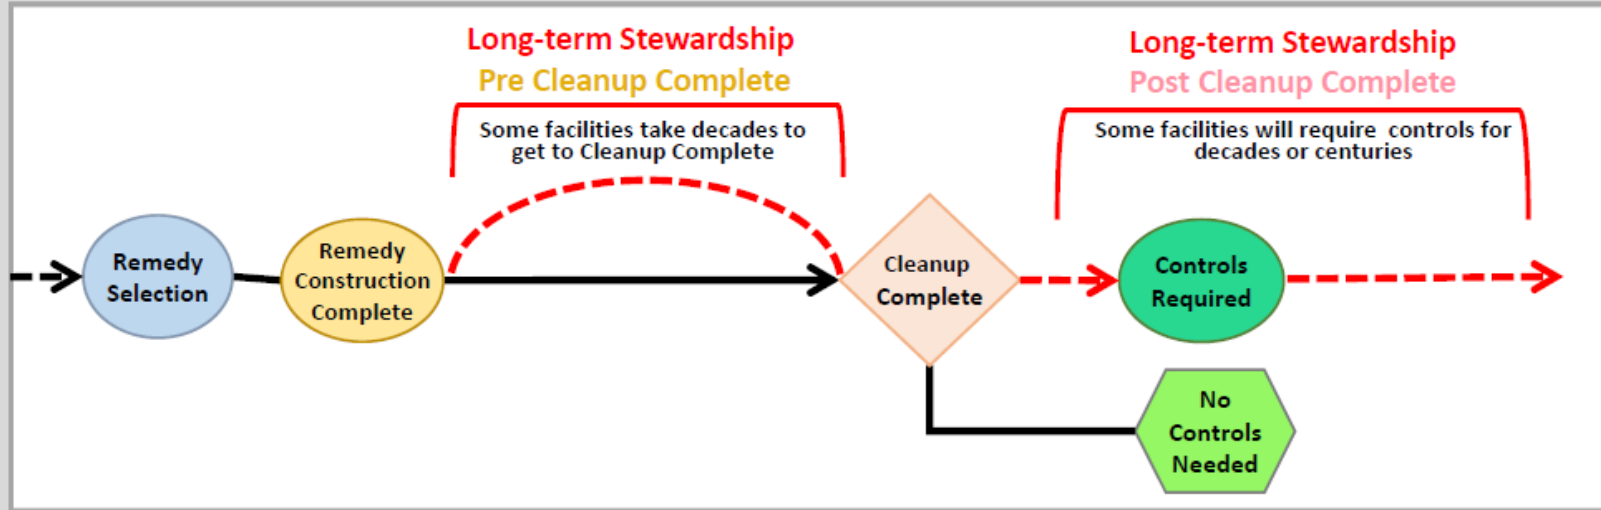 Long-term Stewardship
Pre Cleanup Complete
Some facilities take decades to
get to Cleanup Complete
Long-term Stewardship
Post Cleanup Complete
Some facilities will require controls for
decades or centuries
Remedy
Selection
Remedy
Construction
Complete
Cleanup
Complete
Controls
Required
No
Controls
Needed